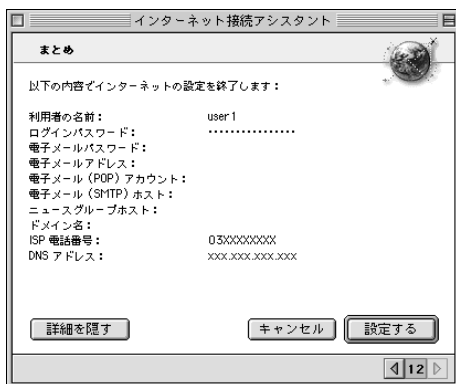 インターネット接続アシスタント
まとめ
以下の内容でインターネットの設定を終了します：
利用者の名前： user1
ログインパスワード： ••••••••••••••••
電子メールパスワード：
電子メールアドレス：
電子メール（POP）アカウント：
電子メール（SMTP）ホスト：
ニュースグループホスト：
ドメイン名：
ISP 電話番号： 03XXXXXXXX
DNS アドレス： xxx.xxx.xxx.xxx
詳細を隠す キャンセル 設定する
12